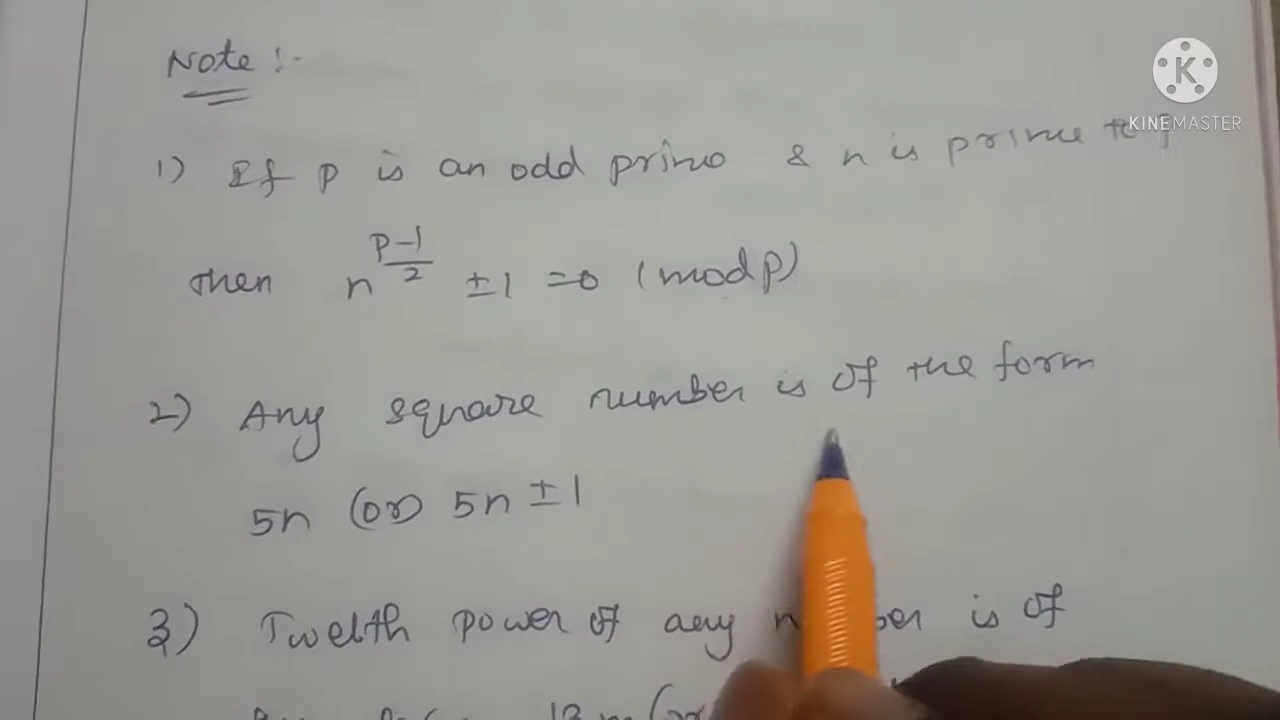 Note :-
KINEMASTER
1) If p is an odd prime & n is prime to
then n^(p-1)/2 ±1 =0 (mod p)
2) Any square number is of the form
5n (or) 5n ±1
3) Twelth power of any is of